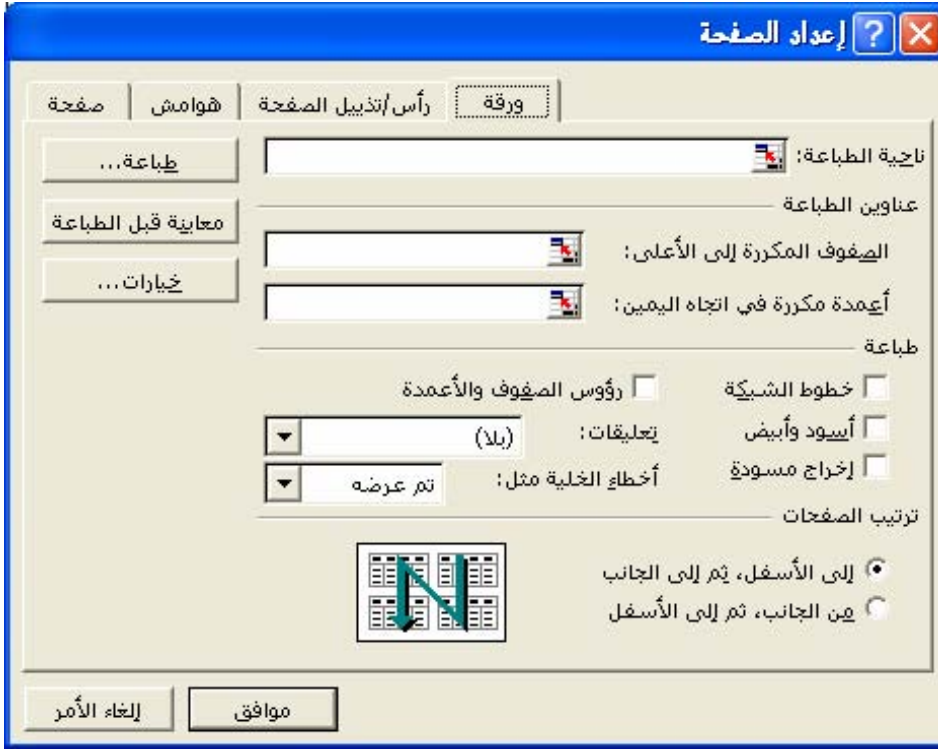 إعداد الصفحة
ورقة رأس/تذييل الصفحة هوامش صفحة
ناحية الطباعة:
طباعة...
عناوين الطباعة
معاينة قبل الطباعة
الصفوف المكررة إلى الأعلى:
خيارات...
أعمدة مكررة في اتجاه اليمين:
طباعة
خطوط الشبكة رؤوس الصفوف والأعمدة
أسود وأبيض تعليقات: (بلا)
إخراج مسودة أخطاء الخلية مثل: تم عرضه
ترتيب الصفحات
إلى الأسفل، ثم إلى الجانب
من الجانب، ثم إلى الأسفل
موافق إلغاء الأمر